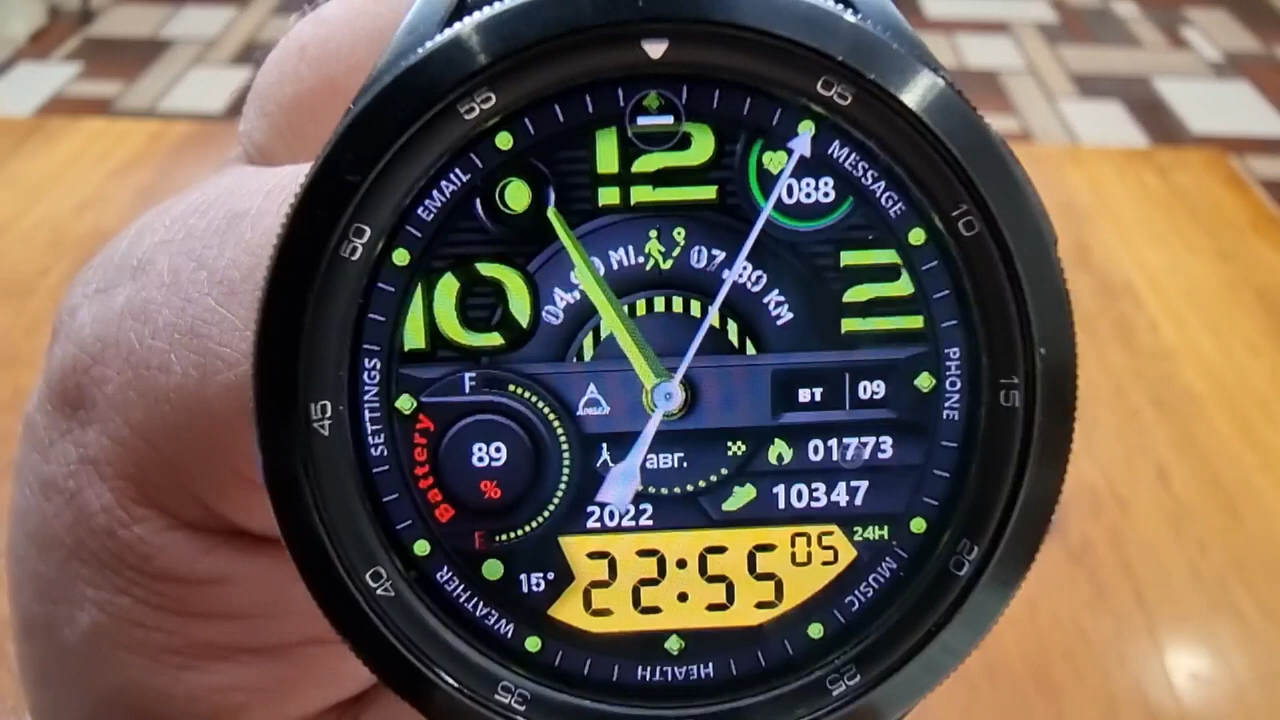 55
05
12
EMAIL
MESSAGE
088
50
10
MI.
KM
10
2
F
45
SETTINGS
Battery
89
%
E
вт
09
PHONE
15
авг.
01773
10347
2022
24H
22:55 05
15°
40
WEATHER
MUSIC
20
HEALTH
35
25